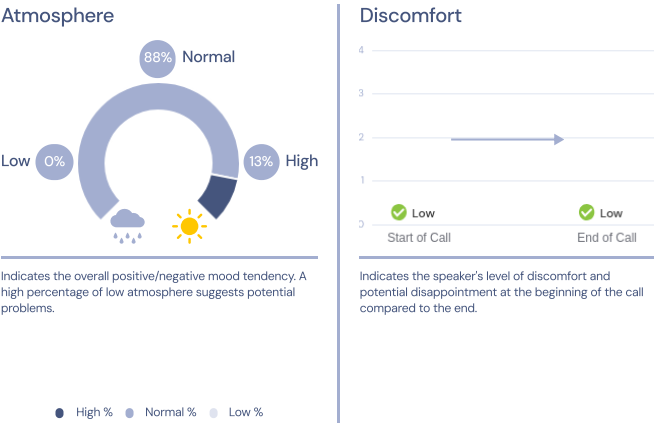 Atmosphere
88% Normal
Low 0%
13% High
Indicates the overall positive/negative mood tendency. A
high percentage of low atmosphere suggests potential
problems.
High % Normal % Low %
Discomfort
4
3
2
1
0
Low
Low
Start of Call
End of Call
Indicates the speaker's level of discomfort and
potential disappointment at the beginning of the call
compared to the end.